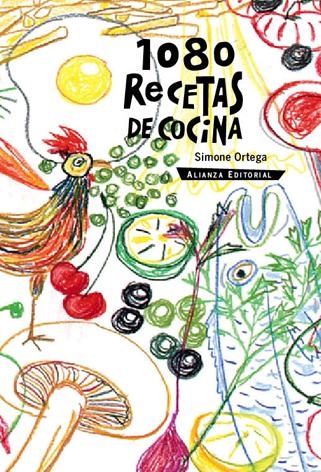 1080
ReCETAS
DE COCiNA
Simone Ortega
ALIANZA EDITORIAL